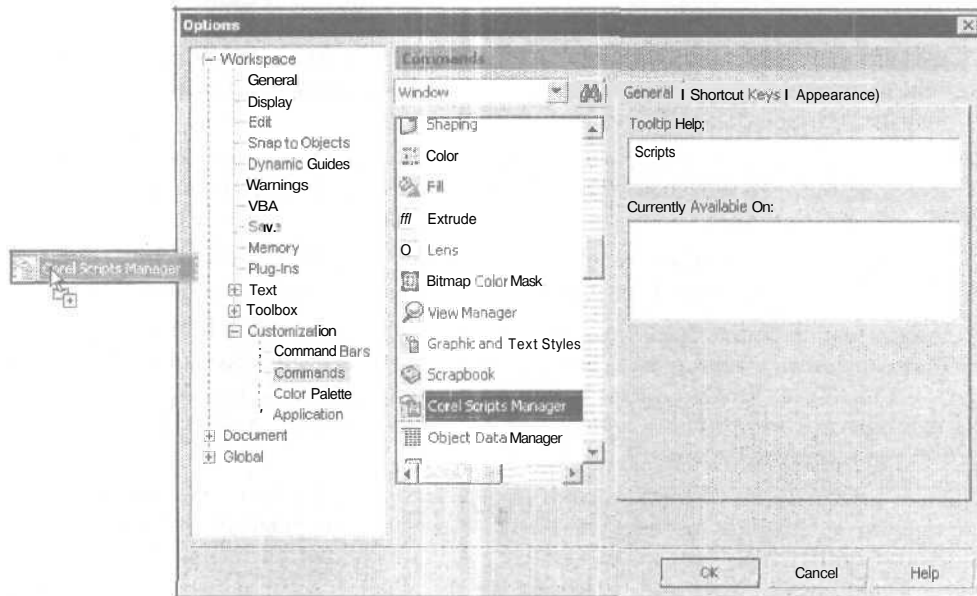 Options
Workspace
General
Display
Edit
Snap to Objects
Dynamic Guides
Warnings
VBA
Save
Memory
Plug-Ins
Text
Toolbox
Customization
Command Bars
Commands
Color Palette
Application
Document
Global
Commands
Window
Shaping
Color
Fill
Extrude
Lens
Bitmap Color Mask
View Manager
Graphic and Text Styles
Scrapbook
Corel Scripts Manager
Object Data Manager
General I Shortcut Keys I Appearance)
Tooltip Help;
Scripts
Currently Available On:
Corel Scripts Manager
OK
Cancel
Help